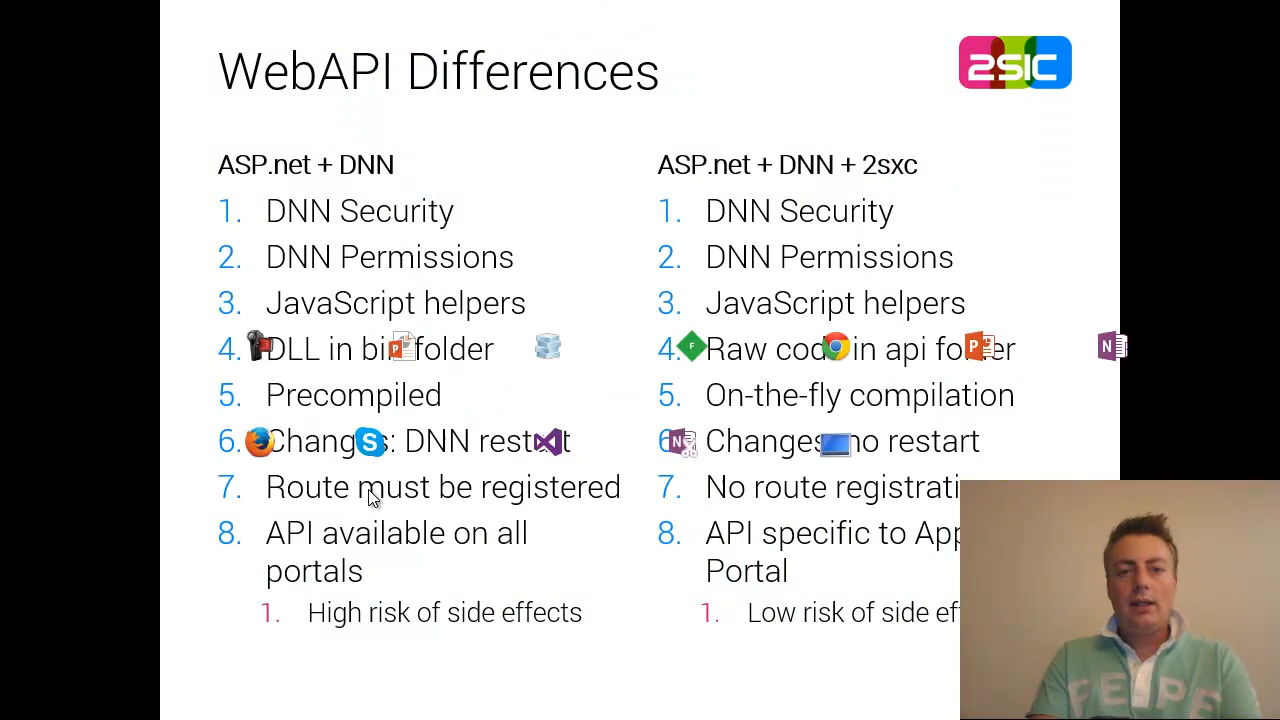 WebAPI Differences
2sic
ASP.net + DNN
1. DNN Security
2. DNN Permissions
3. JavaScript helpers
4. DLL in bin folder
5. Precompiled
6. Changes: DNN restart
7. Route must be registered
8. API available on all
portals
1. High risk of side effects
ASP.net + DNN + 2sxc
1. DNN Security
2. DNN Permissions
3. JavaScript helpers
4. Raw code in api folder
5. On-the-fly compilation
6. Changes no restart
7. No route registrati
8. API specific to App
Portal
1. Low risk of side ef
FEPE